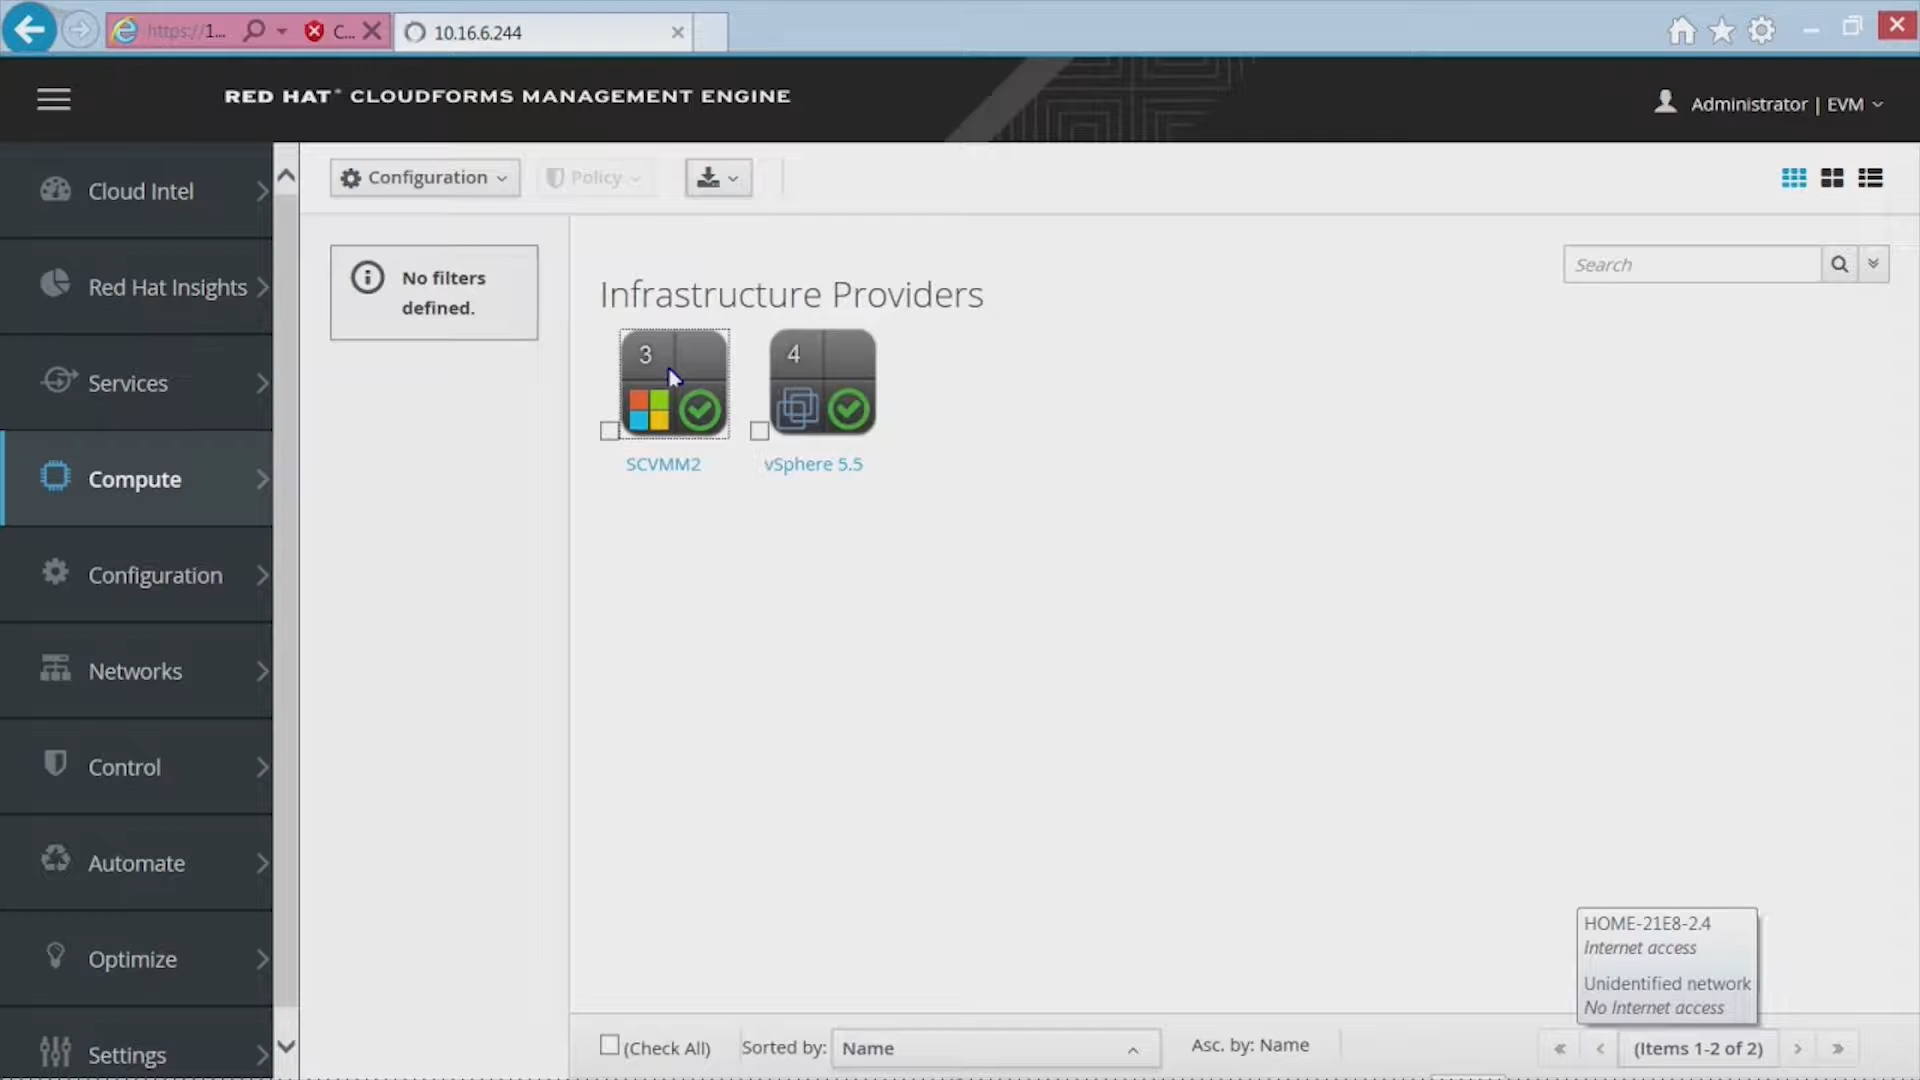 https://1...
C...
10.16.6.244
RED HAT® CLOUDFORMS MANAGEMENT ENGINE
Administrator | EVM
Cloud Intel
Red Hat Insights
Services
Compute
Configuration
Networks
Control
Automate
Optimize
Settings
Configuration
Policy
No filters
defined.
Search
Infrastructure Providers
3
4
SCVMM2
vSphere 5.5
HOME-21E8-2.4
Internet access
Unidentified network
No Internet access
(Check All)
Sorted by:
Name
Asc. by: Name
(Items 1-2 of 2)